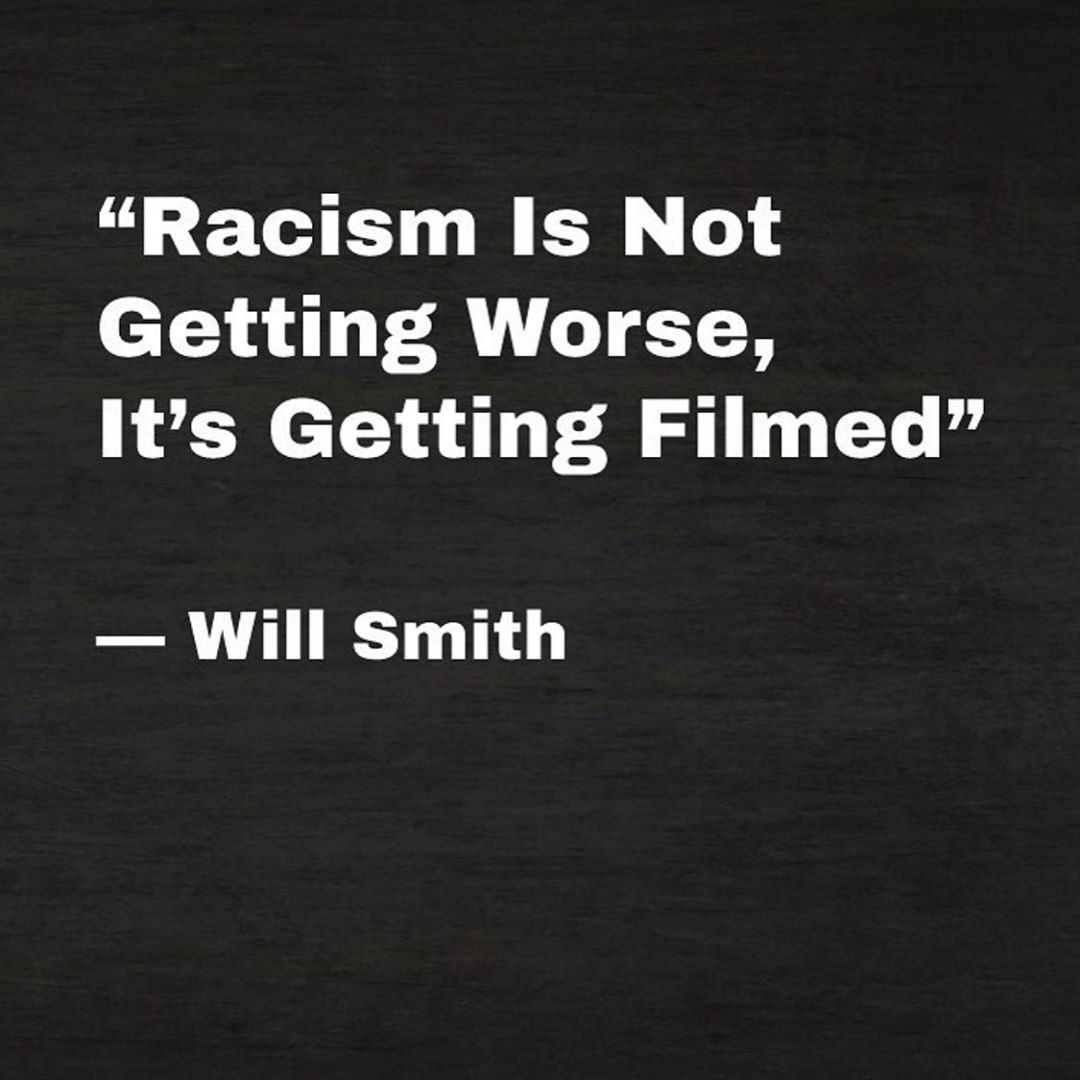 “Racism Is Not
Getting Worse,
It’s Getting Filmed”
— Will Smith